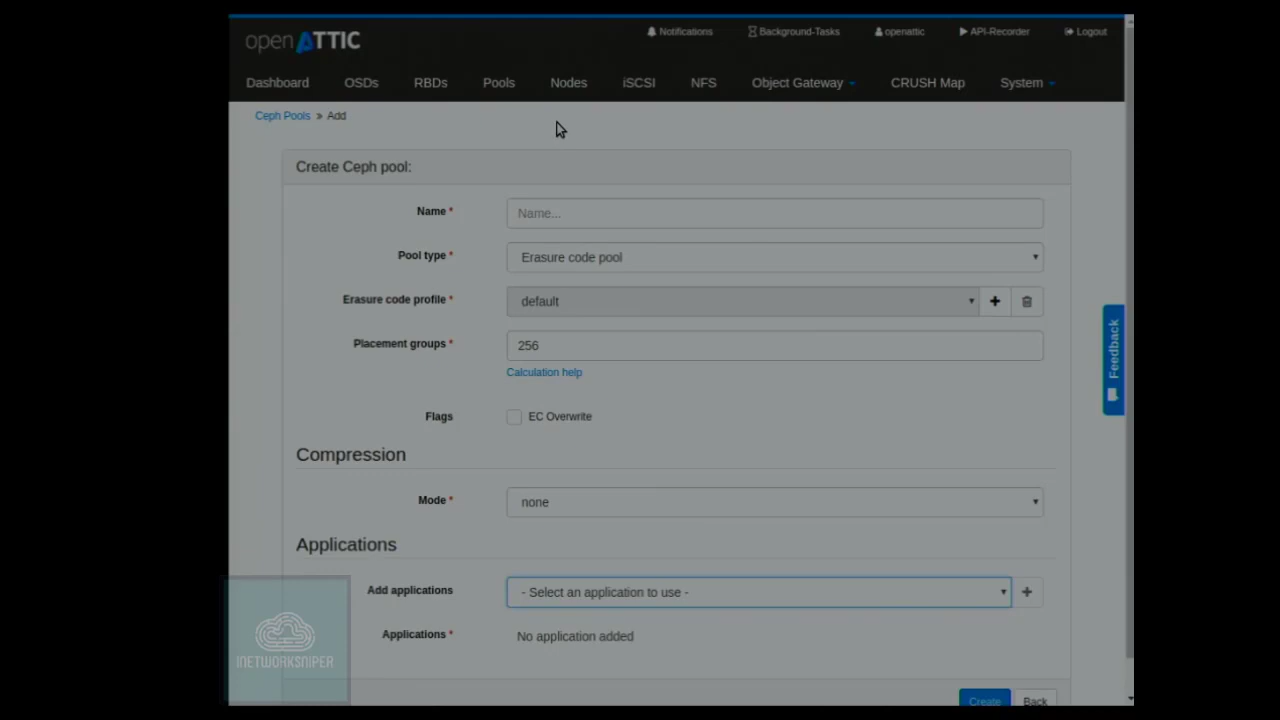 openATTIC
Notifications Background-Tasks openattic API-Recorder Logout
Dashboard OSDs RBDs Pools Nodes iSCSI NFS Object Gateway CRUSH Map System
Ceph Pools » Add
Create Ceph pool:
Name *
Name...
Pool type *
Erasure code pool
Erasure code profile *
default
Placement groups *
256
Calculation help
Flags
EC Overwrite
Compression
Mode *
none
Applications
Add applications
- Select an application to use -
Applications *
No application added
Create Back
Feedback
INETWORKSNIPER